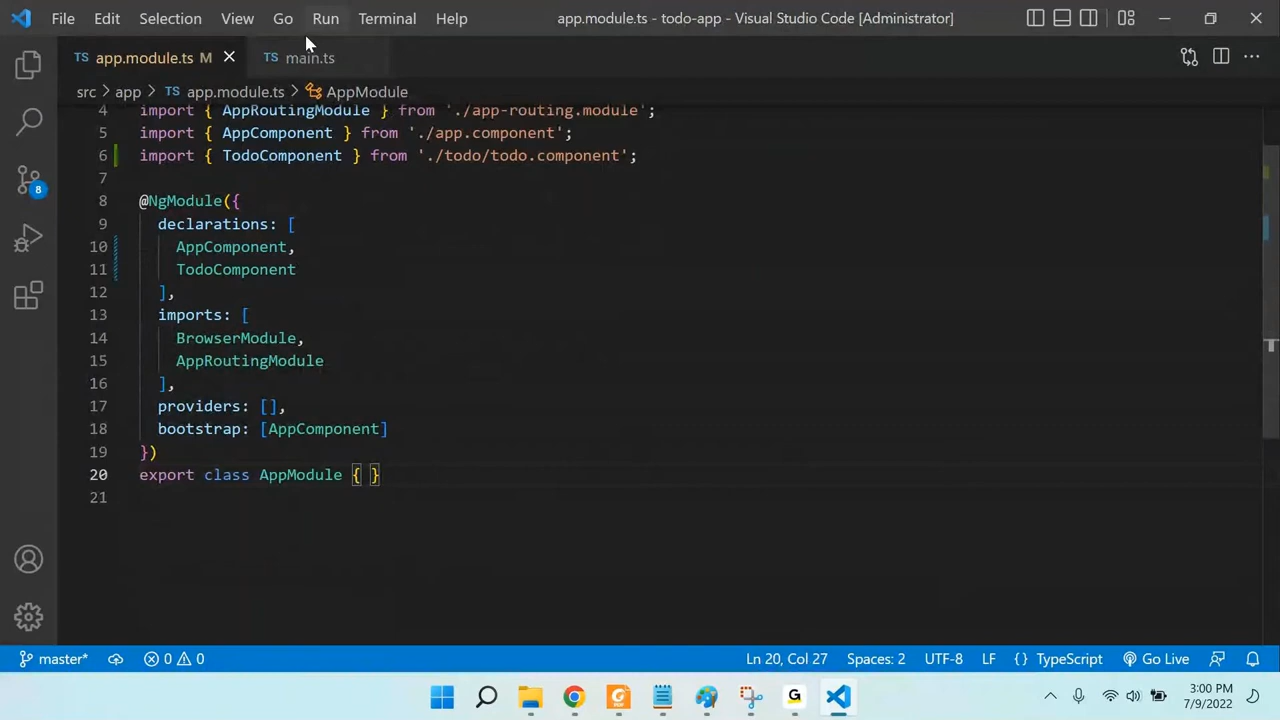 File Edit Selection View Go Run Terminal Help app.module.ts - todo-app - Visual Studio Code [Administrator]
TS app.module.ts M TS main.ts
src > app > TS app.module.ts > AppModule
4 import { AppRoutingModule } from './app-routing.module';
5 import { AppComponent } from './app.component';
6 import { TodoComponent } from './todo/todo.component';
7
8 @NgModule({
9 declarations: [
10 AppComponent,
11 TodoComponent
12 ],
13 imports: [
14 BrowserModule,
15 AppRoutingModule
16 ],
17 providers: [],
18 bootstrap: [AppComponent]
19 })
20 export class AppModule { }
21
8
master* 0 0 Ln 20, Col 27 Spaces: 2 UTF-8 LF {} TypeScript Go Live
3:00 PM
7/9/2022